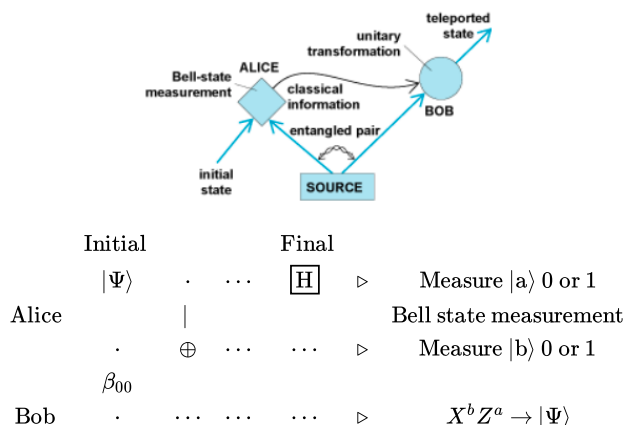 teleported
state
unitary
transformation
ALICE
Bell-state
measurement
classical
information
BOB
entangled pair
initial
state
SOURCE
Initial Final
|Ψ⟩ · ⋯ H ▹ Measure |a⟩ 0 or 1
Alice | Bell state measurement
· ⊕ ⋯ ⋯ ▹ Measure |b⟩ 0 or 1
β₀₀
Bob · ⋯ ⋯ ⋯ ▹ XᵇZᵃ → |Ψ⟩